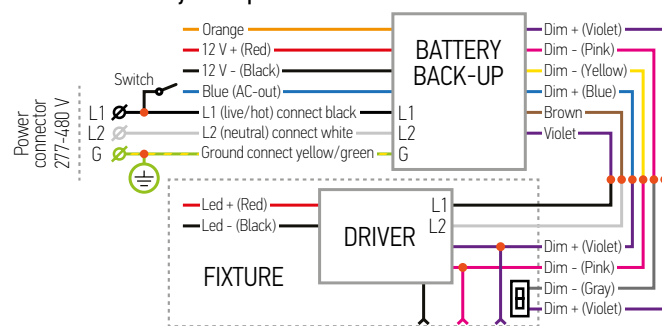 Orange
12 V + (Red)
12 V - (Black)
Blue (AC-out)
L1 (live/hot) connect black
L2 (neutral) connect white
Ground connect yellow/green
Switch
Power
connector
277-480 V
L1
L2
G
BATTERY
BACK-UP
L1
L2
G
Dim + (Violet)
Dim - (Pink)
Dim - (Yellow)
Dim + (Blue)
Brown
Violet
Led + (Red)
Led - (Black)
DRIVER
L1
L2
FIXTURE
Dim + (Violet)
Dim - (Pink)
Dim - (Gray)
Dim + (Violet)